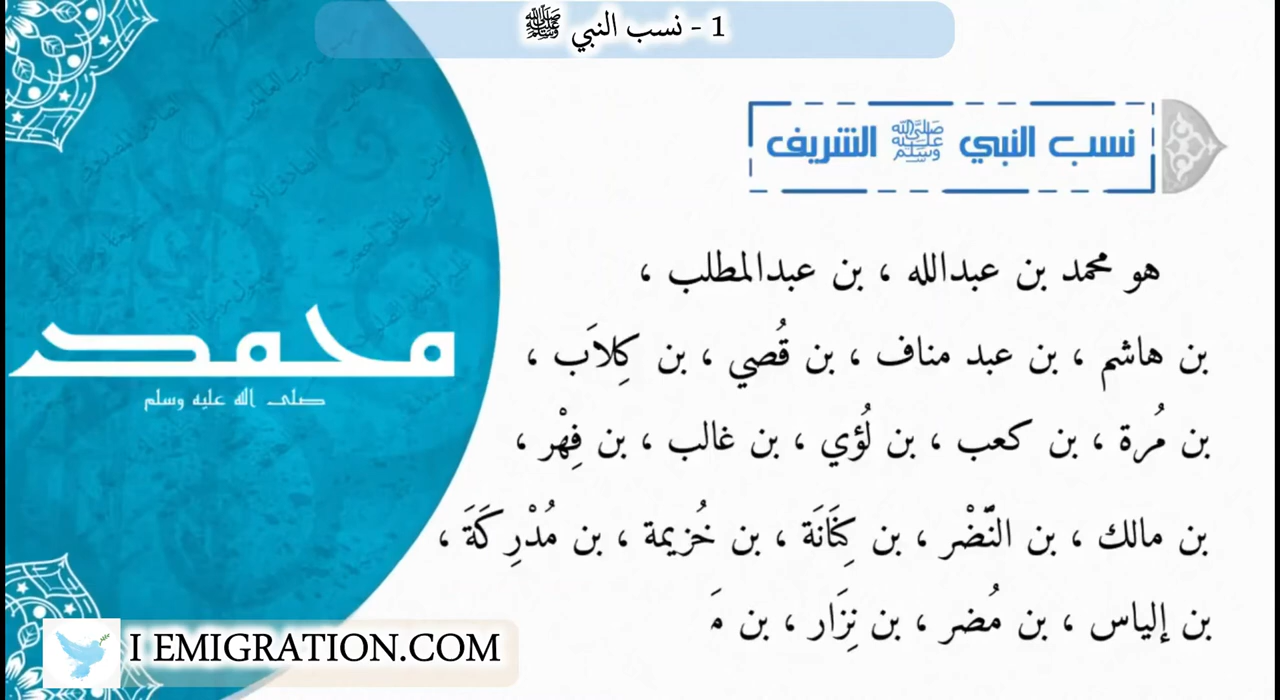 1 - نسب النبي ﷺ
نسب النبي ﷺ الشريف
هو محمد بن عبدالله ، بن عبدالمطلب ،
بن هاشم ، بن عبد مناف ، بن قُصي ، بن كِلاَب ،
بن مُرة ، بن كعب ، بن لُؤي ، بن غالب ، بن فِهْر ،
بن مالك ، بن النَّضْر ، بن كِنَانَة ، بن خُزيمة ، بن مُدْرِكَةَ ،
بن إلياس ، بن مُضر ، بن نِزَار ، بن مَ
محمد
صلى الله عليه وسلم
I EMIGRATION.COM